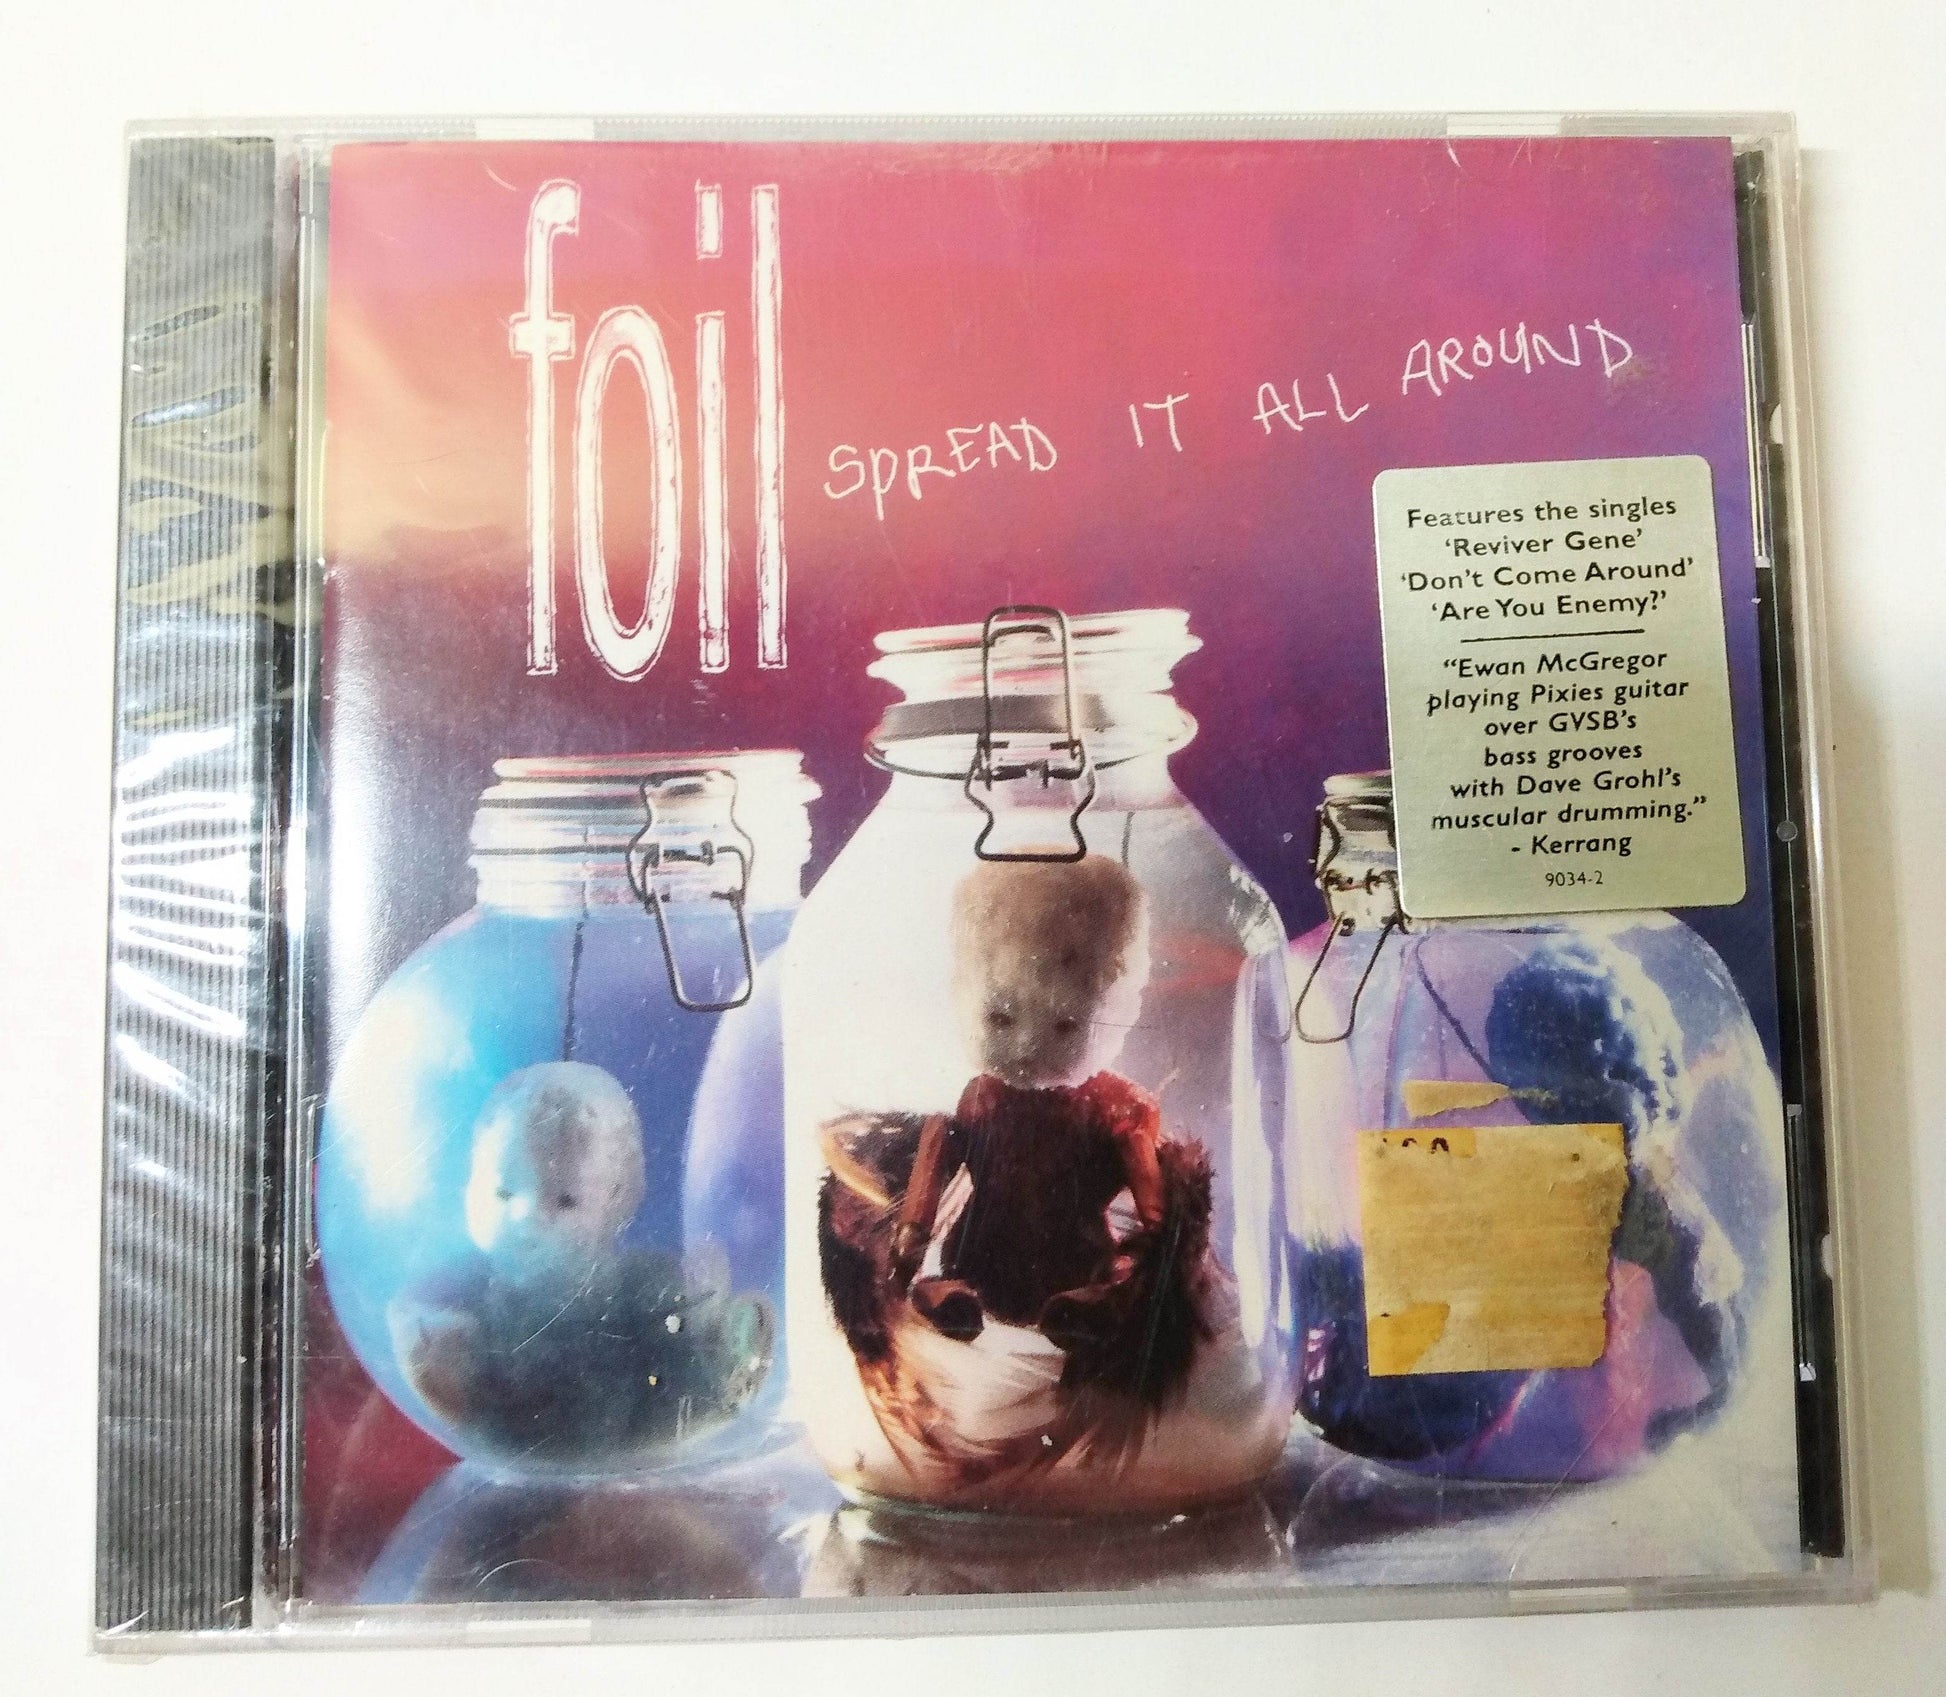 foil
SPREAD IT ALL AROUND
Features the singles
‘Reviver Gene’
‘Don’t Come Around’
‘Are You Enemy?’
“Ewan McGregor
playing Pixies guitar
over GVSB’s
bass grooves
with Dave Grohl’s
muscular drumming.”
- Kerrang
9034-2